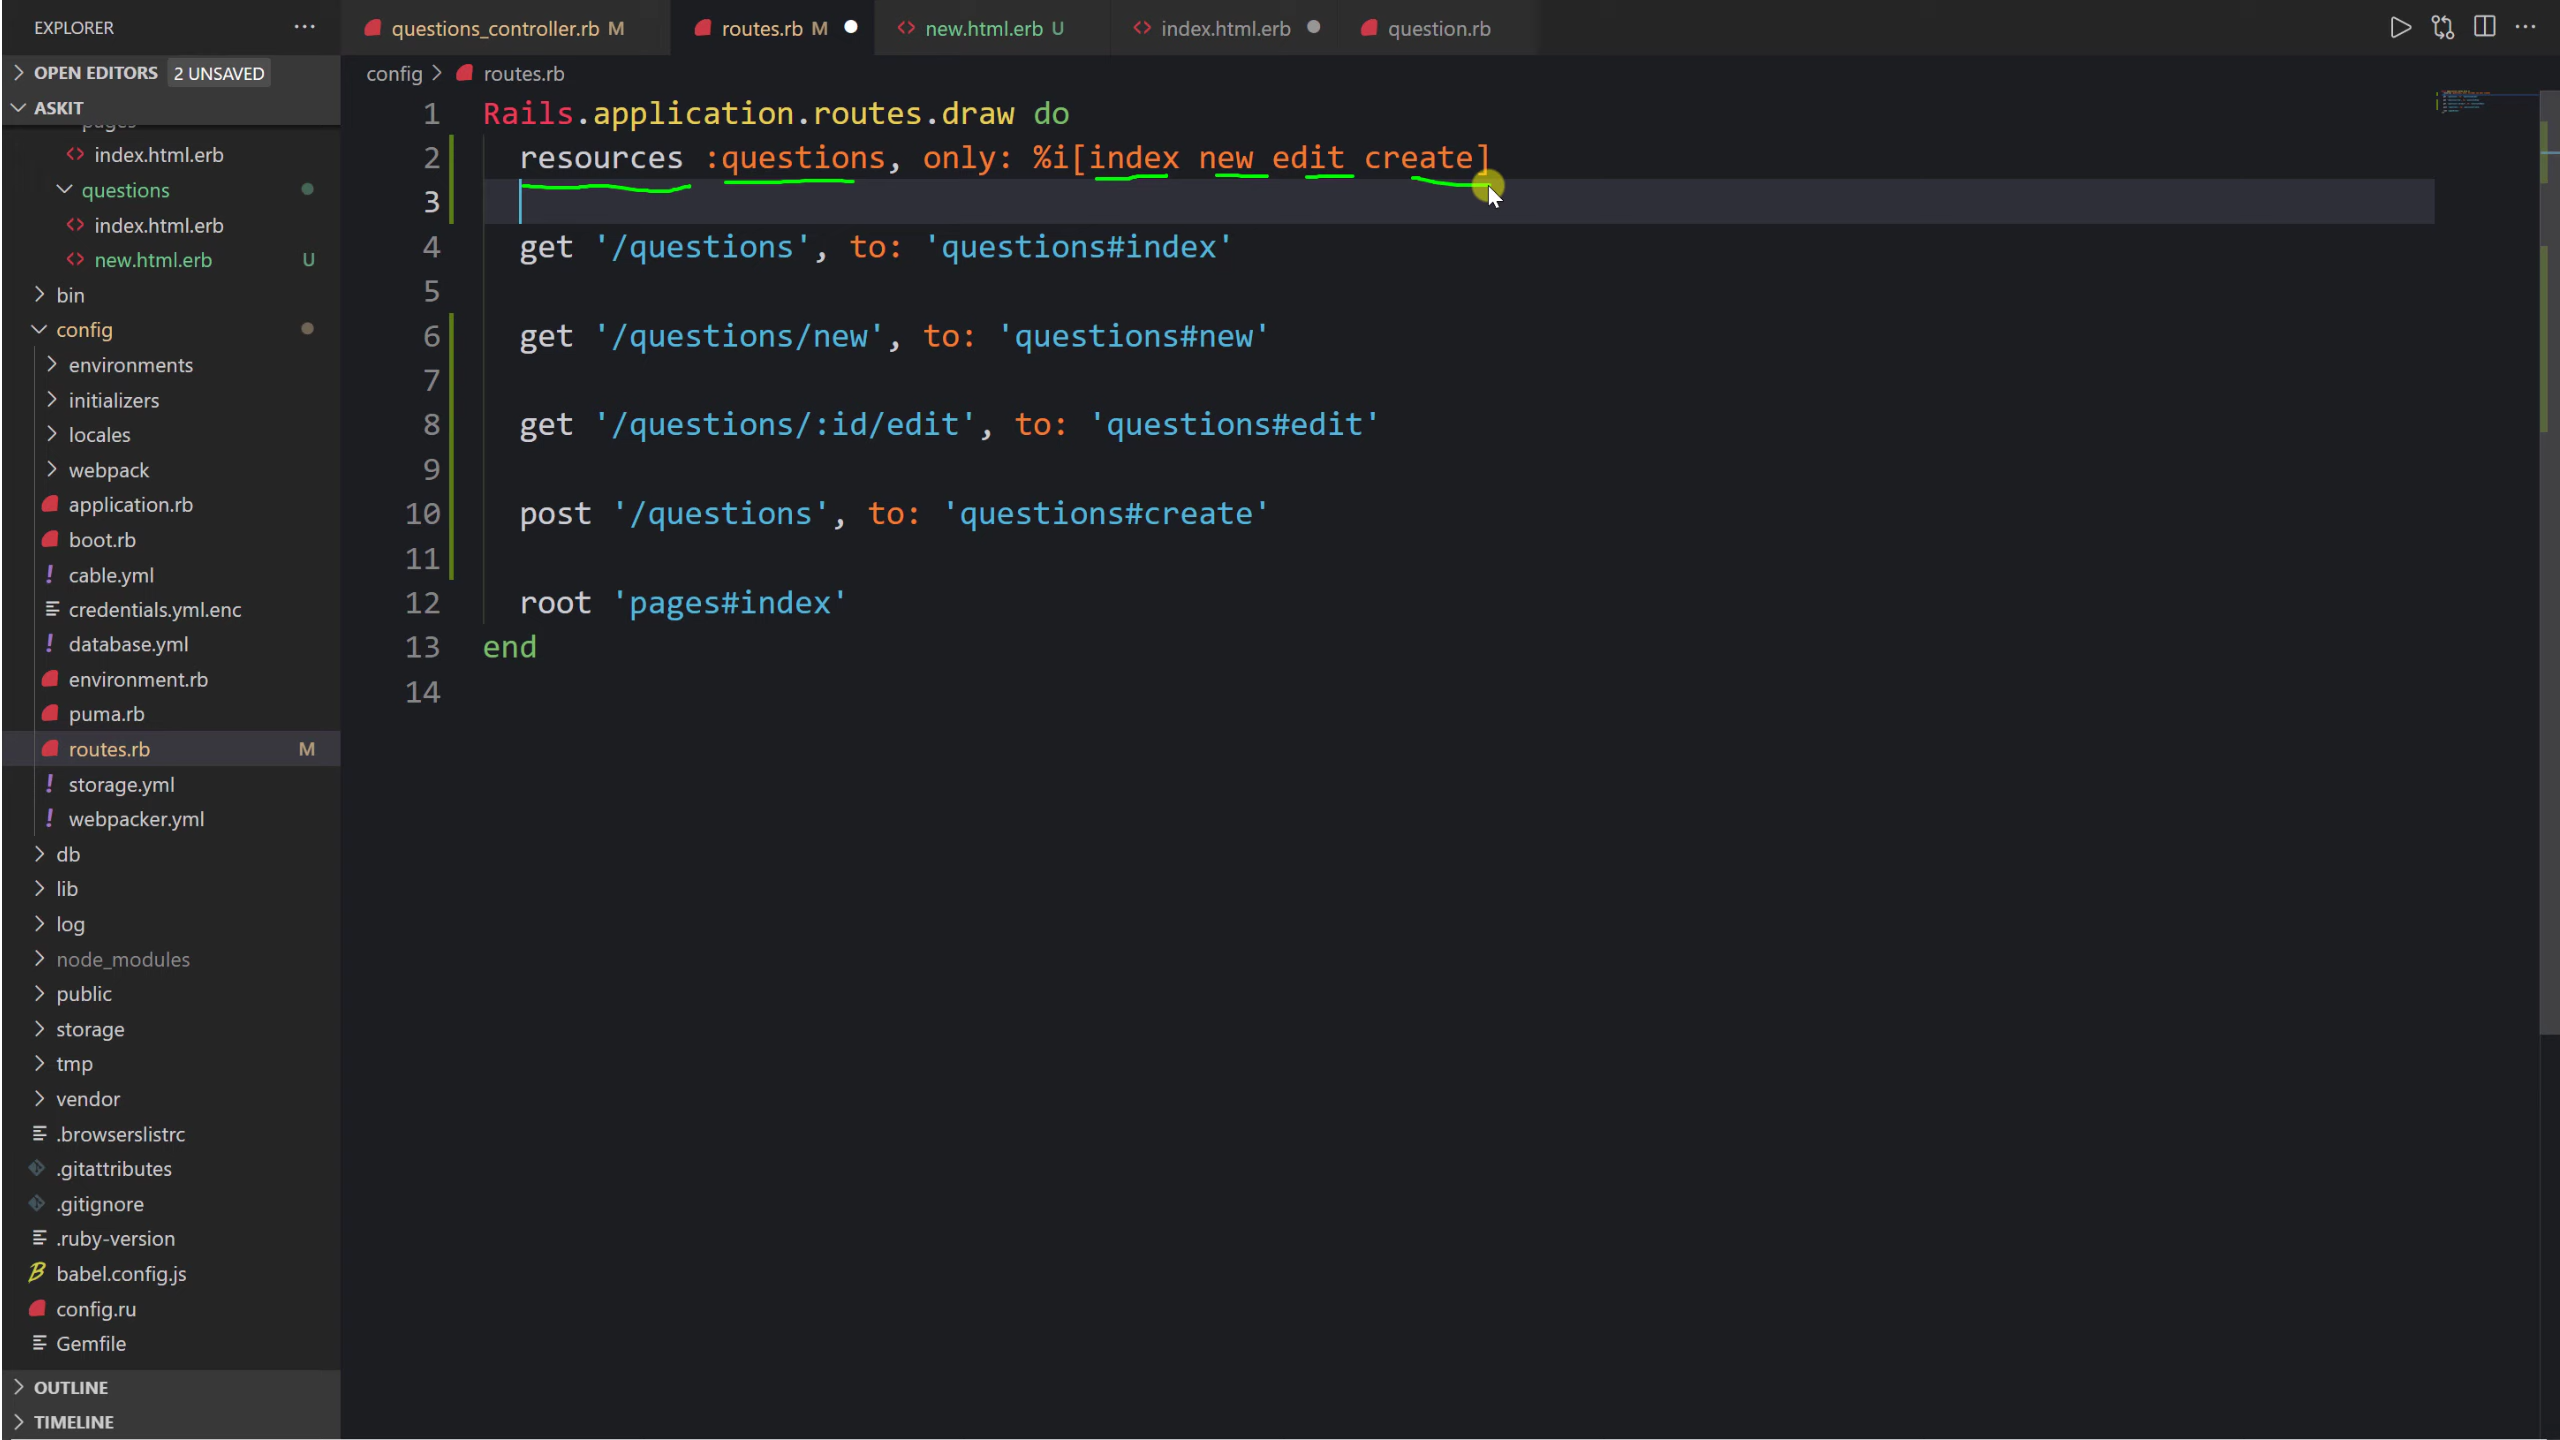 EXPLORER
questions_controller.rb M
routes.rb M
new.html.erb U
index.html.erb
question.rb
OPEN EDITORS 2 UNSAVED
ASKIT
pages
index.html.erb
questions
index.html.erb
new.html.erb U
bin
config
environments
initializers
locales
webpack
application.rb
boot.rb
cable.yml
credentials.yml.enc
database.yml
environment.rb
puma.rb
routes.rb M
storage.yml
webpacker.yml
db
lib
log
node_modules
public
storage
tmp
vendor
.browserslistrc
.gitattributes
.gitignore
.ruby-version
babel.config.js
config.ru
Gemfile
OUTLINE
TIMELINE
config > routes.rb
1 Rails.application.routes.draw do
2 resources :questions, only: %i[index new edit create]
3
4 get '/questions', to: 'questions#index'
5
6 get '/questions/new', to: 'questions#new'
7
8 get '/questions/:id/edit', to: 'questions#edit'
9
10 post '/questions', to: 'questions#create'
11
12 root 'pages#index'
13 end
14